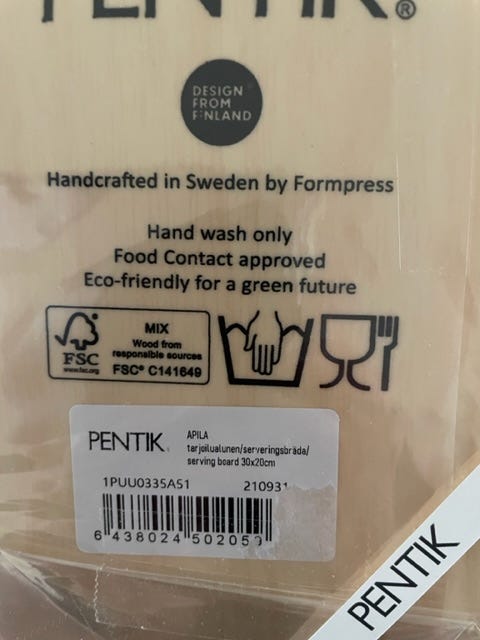 PENTIK®
DESIGN
FROM
FINLAND
Handcrafted in Sweden by Formpress
Hand wash only
Food Contact approved
Eco-friendly for a green future
FSC
www.fsc.org
MIX
Wood from
responsible sources
FSC® C141649
PENTIK
APILA
tarjoilualunen/serveringsbräda/
serving board 30x20cm
1PUU0335A51 210931
6 438024 502059
PENTIK